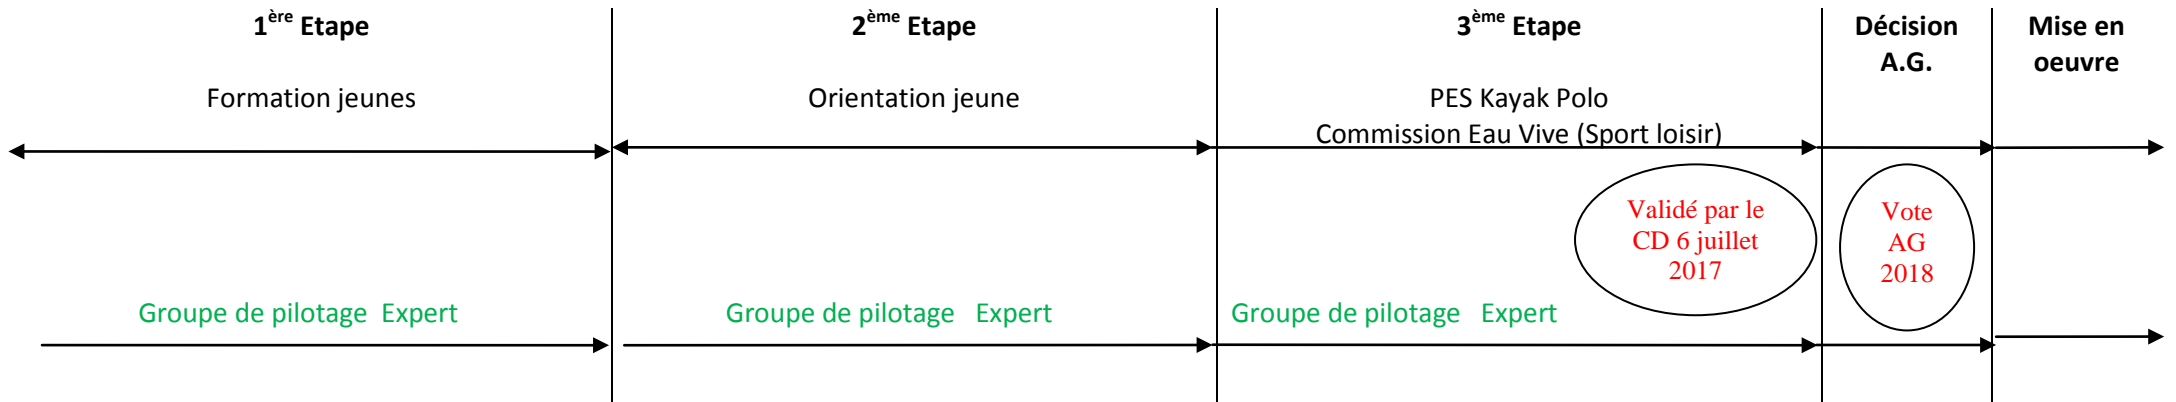 1ère Etape
2ème Etape
3ème Etape
Décision
A.G.
Mise en
oeuvre
Formation jeunes
Orientation jeune
PES Kayak Polo
Commission Eau Vive (Sport loisir)
Validé par le
CD 6 juillet
2017
Vote
AG
2018
Groupe de pilotage  Expert
Groupe de pilotage   Expert
Groupe de pilotage   Expert